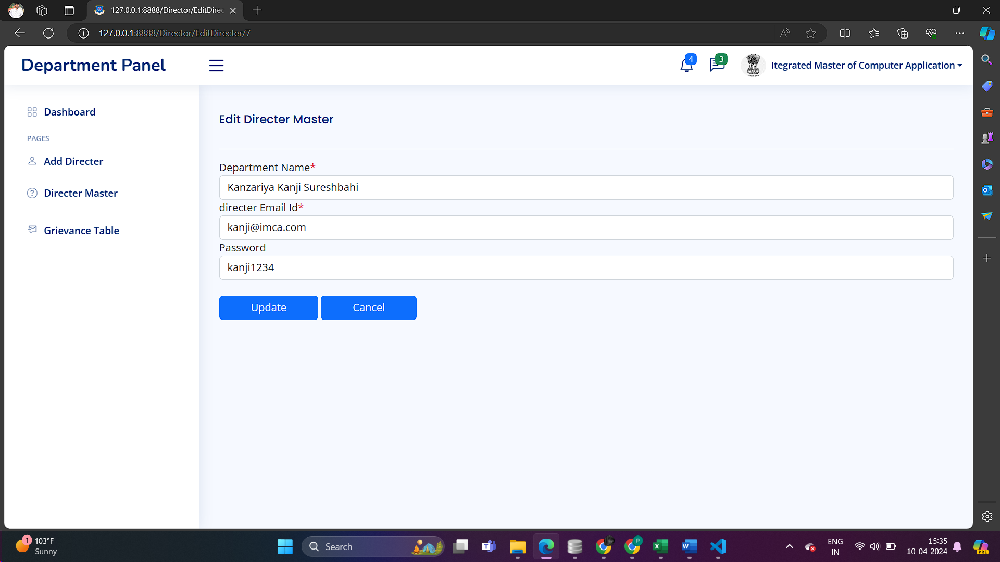 127.0.0.1:8888/Director/EditDirec
127.0.0.1:8888/Director/EditDirecter/7
Department Panel
4
3
Itegrated Master of Computer Application
Dashboard
PAGES
Add Directer
Directer Master
Grievance Table
Edit Directer Master
Department Name*
Kanzariya Kanji Sureshbahi
directer Email Id*
kanji@imca.com
Password
kanji1234
Update Cancel
1
103°F
Sunny
Search
P
ENG
IN
15:35
10-04-2024
PRE